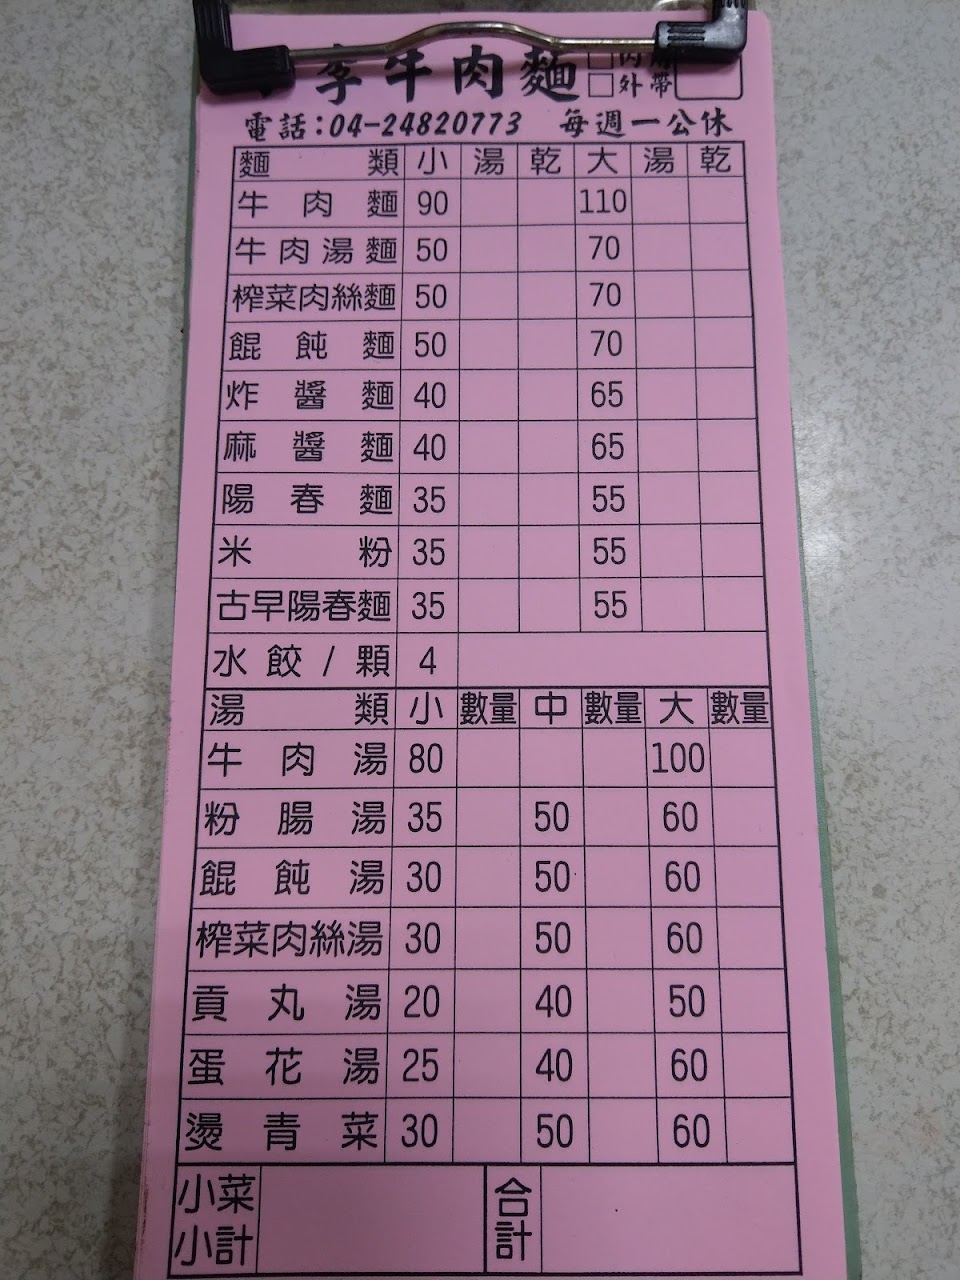 李牛肉麵
外帶
電話:04-24820773 每週一公休
麵類 小 湯 乾 大 湯 乾
牛肉麵 90 110
牛肉湯麵 50 70
榨菜肉絲麵 50 70
餛飩麵 50 70
炸醬麵 40 65
麻醬麵 40 65
陽春麵 35 55
米粉 35 55
古早陽春麵 35 55
水餃/顆 4
湯類 小 數量 中 數量 大 數量
牛肉湯 80 100
粉腸湯 35 50 60
餛飩湯 30 50 60
榨菜肉絲湯 30 50 60
貢丸湯 20 40 50
蛋花湯 25 40 60
燙青菜 30 50 60
小菜小計 合計